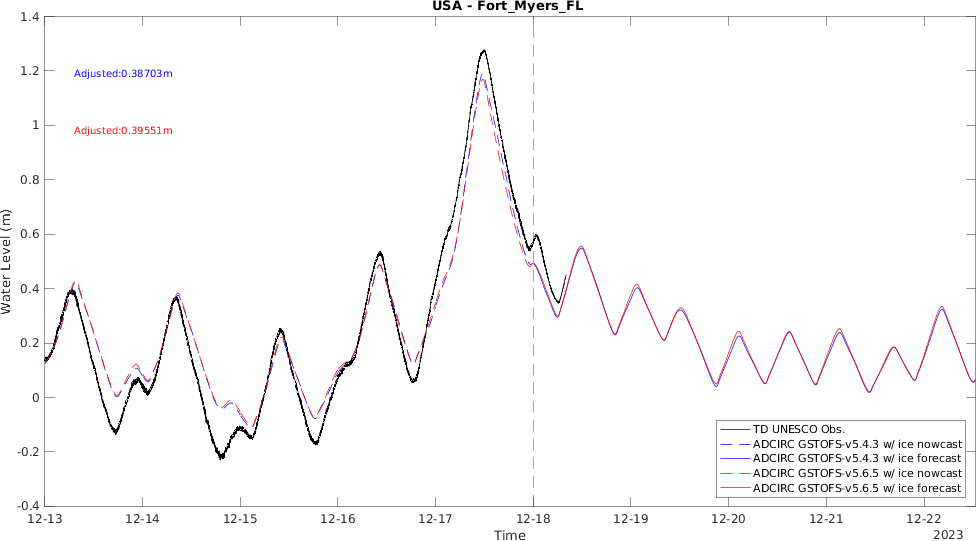 USA - Fort_Myers_FL
1.4
1.2
1
0.8
0.6
0.4
0.2
0
-0.2
-0.4
Water Level (m)
Adjusted:0.38703m
Adjusted:0.39551m
TD UNESCO Obs.
ADCIRC GSTOFS-v5.4.3 w/ ice nowcast
ADCIRC GSTOFS-v5.4.3 w/ ice forecast
ADCIRC GSTOFS-v5.6.5 w/ ice nowcast
ADCIRC GSTOFS-v5.6.5 w/ ice forecast
12-13 12-14 12-15 12-16 12-17 12-18 12-19 12-20 12-21 12-22
Time
2023